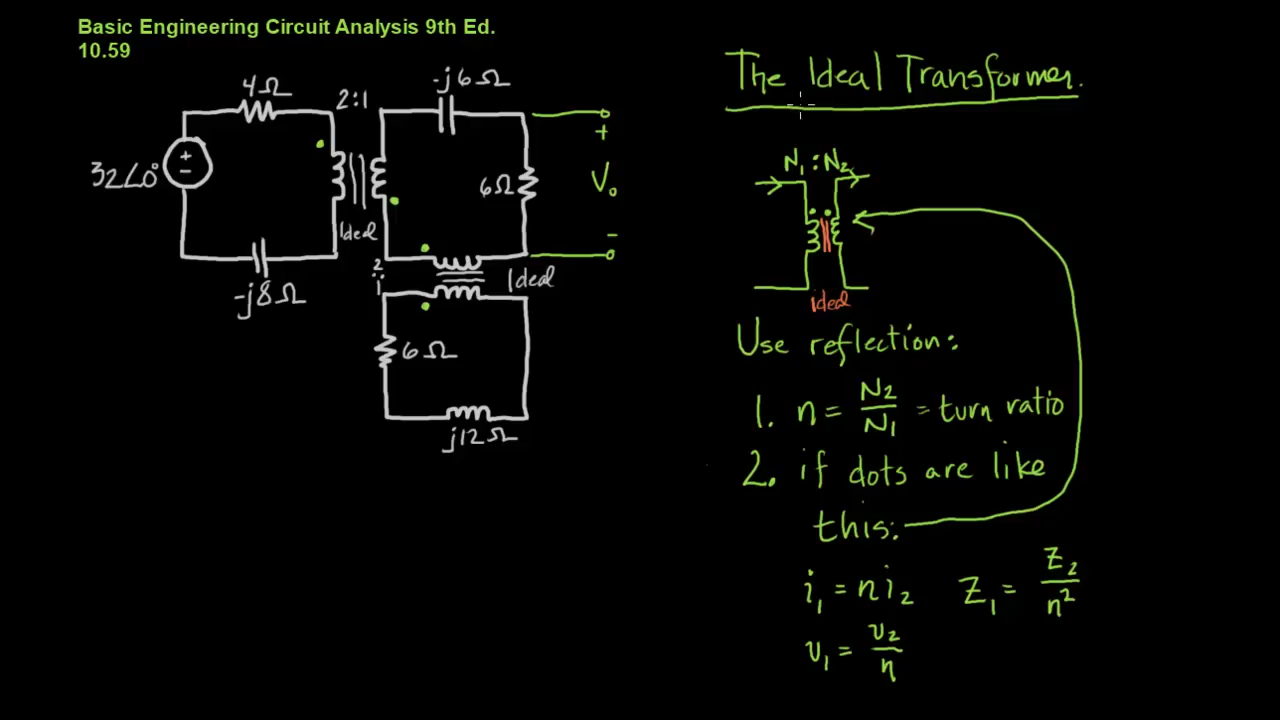 Basic Engineering Circuit Analysis 9th Ed.
10.59
4Ω
2:1
-j6Ω
32∠0°
+
-
Ideal
6Ω
+
V₀
-
-j8Ω
2:1
Ideal
6Ω
j12Ω
The Ideal Transformer.
N₁:N₂
ideal
Use reflection:
1. n = N₂/N₁ = turn ratio
2. if dots are like
this:
i₁ = n i₂ Z₁ = Z₂/n²
v₁ = v₂/n